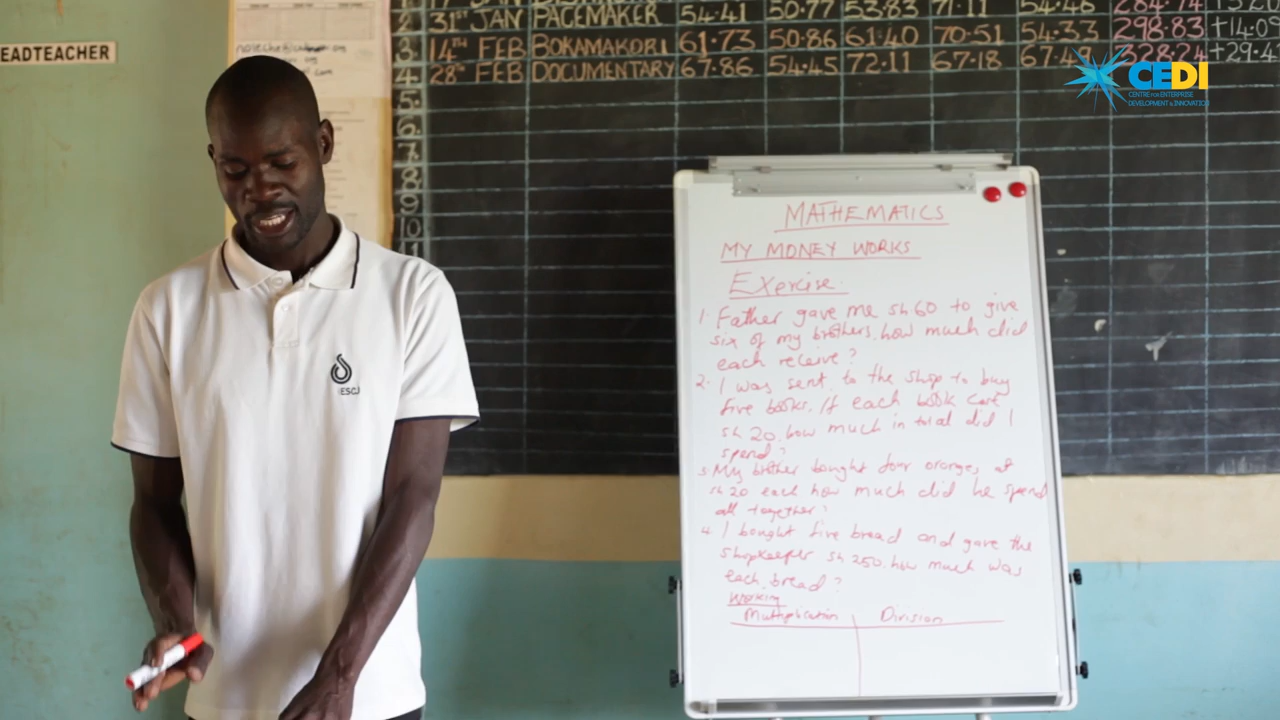 EADTEACHER
2. 31ST JAN PACEMAKER 54.41 50.77 53.83 71.11 54.46 284.74
3. 14TH FEB BOKAMAKORI 61.73 50.86 61.40 70.51 54.33 298.83
4. 28TH FEB DOCUMENTARY 67.86 54.45 72.11 67.18 328.24
5.
6.
7.
8
9
10
CEDI
CENTRE FOR ENTERPRISE
DEVELOPMENT & INNOVATION
ESCJ
MATHEMATICS
MY MONEY WORKS
Exercise.
1. Father gave me sh 60 to give
six of my brothers. how much did
each receive?
2. I was sent to the shop to buy
five books. If each book cost
sh 20. how much in total did I
spend?
3. My brother bought four oranges at
sh 20 each how much did he spend
all together?
4. I bought five bread and gave the
shopkeeper sh 250. how much was
each bread?
Working
Multiplication Division